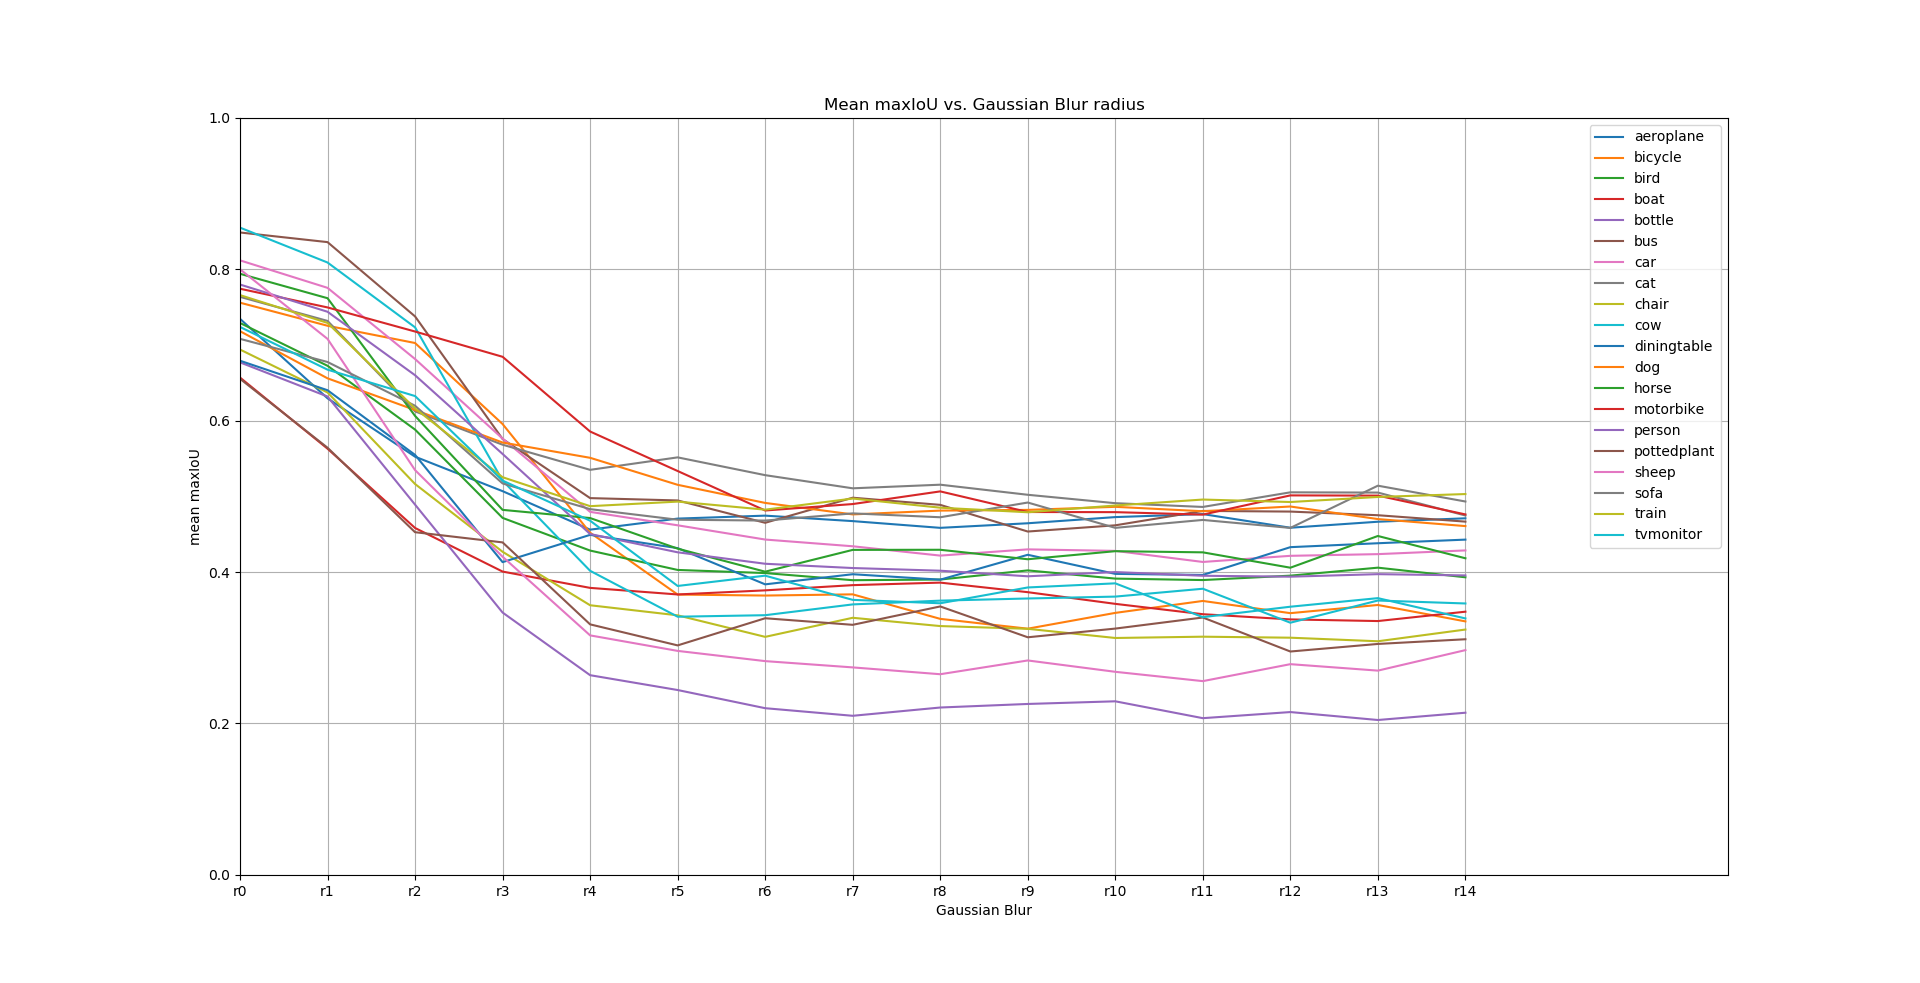 Mean maxIoU vs. Gaussian Blur radius
1.0
0.8
0.6
0.4
0.2
0.0
mean maxIoU
r0 r1 r2 r3 r4 r5 r6 r7 r8 r9 r10 r11 r12 r13 r14
Gaussian Blur
aeroplane
bicycle
bird
boat
bottle
bus
car
cat
chair
cow
diningtable
dog
horse
motorbike
person
pottedplant
sheep
sofa
train
tvmonitor